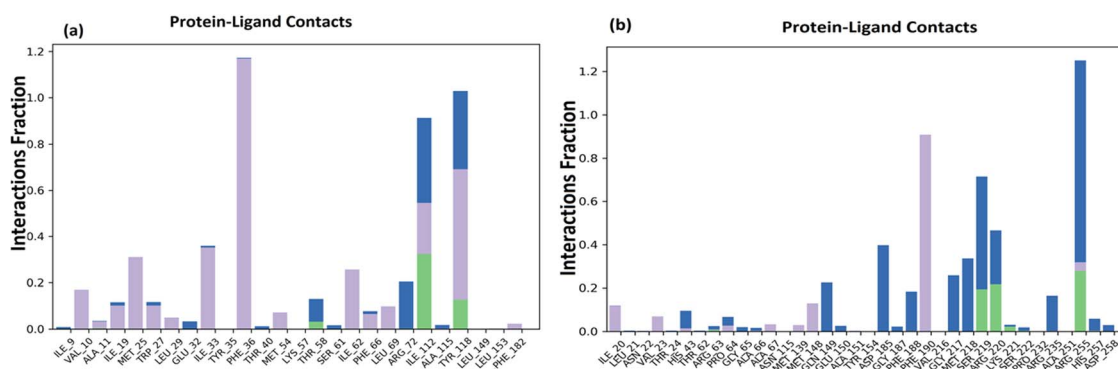 (a)
Protein-Ligand Contacts
Interactions Fraction
1.2
1.0
0.8
0.6
0.4
0.2
0.0
ILE_9
VAL_10
ALA_11
ILE_19
MET_25
TRP_27
LEU_29
GLU_32
ILE_33
TYR_35
PHE_36
THR_40
MET_54
LYS_57
THR_58
SER_61
ILE_62
PHE_66
LEU_69
ARG_72
ILE_112
ALA_115
TYR_118
LEU_149
LEU_153
PHE_182
(b)
Protein-Ligand Contacts
Interactions Fraction
1.2
1.0
0.8
0.6
0.4
0.2
0.0
ILE_20
LEU_21
ASN_22
VAL_23
THR_24
HIS_43
THR_62
ARG_63
PRO_64
GLY_65
ALA_66
ALA_67
ASN_115
MET_139
MET_148
GLN_149
GLU_150
ALA_151
TYR_154
ASP_185
GLY_187
PHE_188
PHE_190
VAL_216
GLY_217
MET_218
SER_219
ARG_220
LYS_221
SER_222
PRO_232
ARG_235
ALA_251
ARG_255
HIS_257
ASP_258